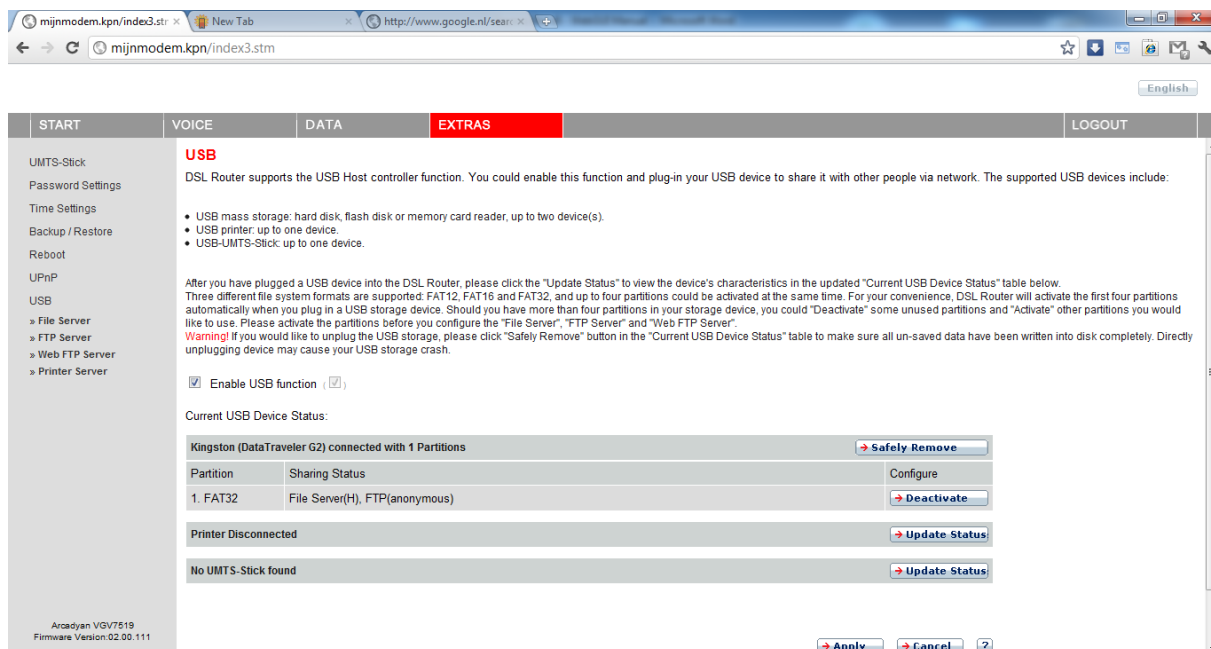 mijnmodem.kpn/index3.str
New Tab
http://www.google.nl/searc
mijnmodem.kpn/index3.stm
English
START VOICE DATA EXTRAS LOGOUT
UMTS-Stick
Password Settings
Time Settings
Backup / Restore
Reboot
UPnP
USB
» File Server
» FTP Server
» Web FTP Server
» Printer Server
Arcadyan VGV7519
Firmware Version:02.00.111
USB
DSL Router supports the USB Host controller function. You could enable this function and plug-in your USB device to share it with other people via network. The supported USB devices include:
• USB mass storage: hard disk, flash disk or memory card reader, up to two device(s).
• USB printer: up to one device.
• USB-UMTS-Stick: up to one device.
After you have plugged a USB device into the DSL Router, please click the "Update Status" to view the device's characteristics in the updated "Current USB Device Status" table below.
Three different file system formats are supported: FAT12, FAT16 and FAT32, and up to four partitions could be activated at the same time. For your convenience, DSL Router will activate the first four partitions
automatically when you plug in a USB storage device. Should you have more than four partitions in your storage device, you could "Deactivate" some unused partitions and "Activate" other partitions you would
like to use. Please activate the partitions before you configure the "File Server", "FTP Server" and "Web FTP Server".
Warning! If you would like to unplug the USB storage, please click "Safely Remove" button in the "Current USB Device Status" table to make sure all un-saved data have been written into disk completely. Directly
unplugging device may cause your USB storage crash.
Enable USB function ( )
Current USB Device Status:
Kingston (DataTraveler G2) connected with 1 Partitions Safely Remove
Partition Sharing Status Configure
1. FAT32 File Server(H), FTP(anonymous) Deactivate
Printer Disconnected Update Status
No UMTS-Stick found Update Status
Apply Cancel ?